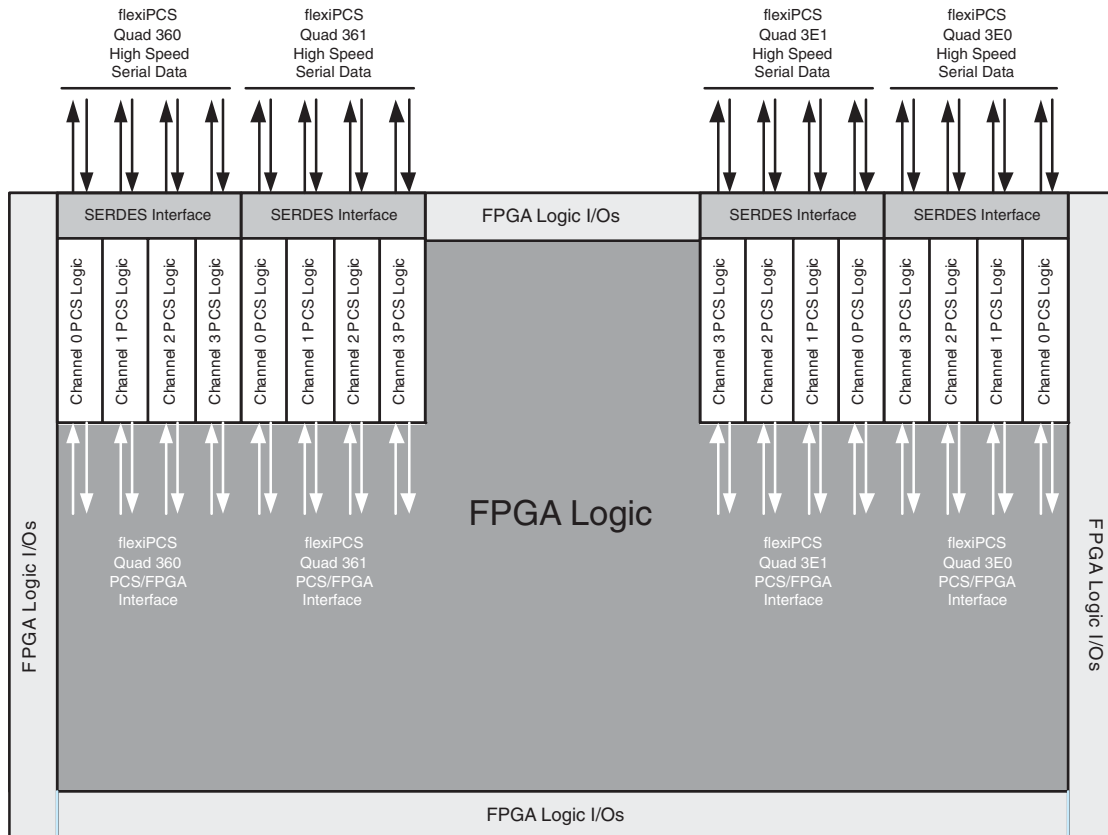 flexiPCS
Quad 360
High Speed
Serial Data
flexiPCS
Quad 361
High Speed
Serial Data
flexiPCS
Quad 3E1
High Speed
Serial Data
flexiPCS
Quad 3E0
High Speed
Serial Data
SERDES Interface
SERDES Interface
FPGA Logic I/Os
SERDES Interface
SERDES Interface
Channel 0 PCS Logic
Channel 1 PCS Logic
Channel 2 PCS Logic
Channel 3 PCS Logic
Channel 0 PCS Logic
Channel 1 PCS Logic
Channel 2 PCS Logic
Channel 3 PCS Logic
Channel 3 PCS Logic
Channel 2 PCS Logic
Channel 1 PCS Logic
Channel 0 PCS Logic
Channel 3 PCS Logic
Channel 2 PCS Logic
Channel 1 PCS Logic
Channel 0 PCS Logic
FPGA Logic
flexiPCS
Quad 360
PCS/FPGA
Interface
flexiPCS
Quad 361
PCS/FPGA
Interface
flexiPCS
Quad 3E1
PCS/FPGA
Interface
flexiPCS
Quad 3E0
PCS/FPGA
Interface
FPGA Logic I/Os
FPGA Logic I/Os
FPGA Logic I/Os